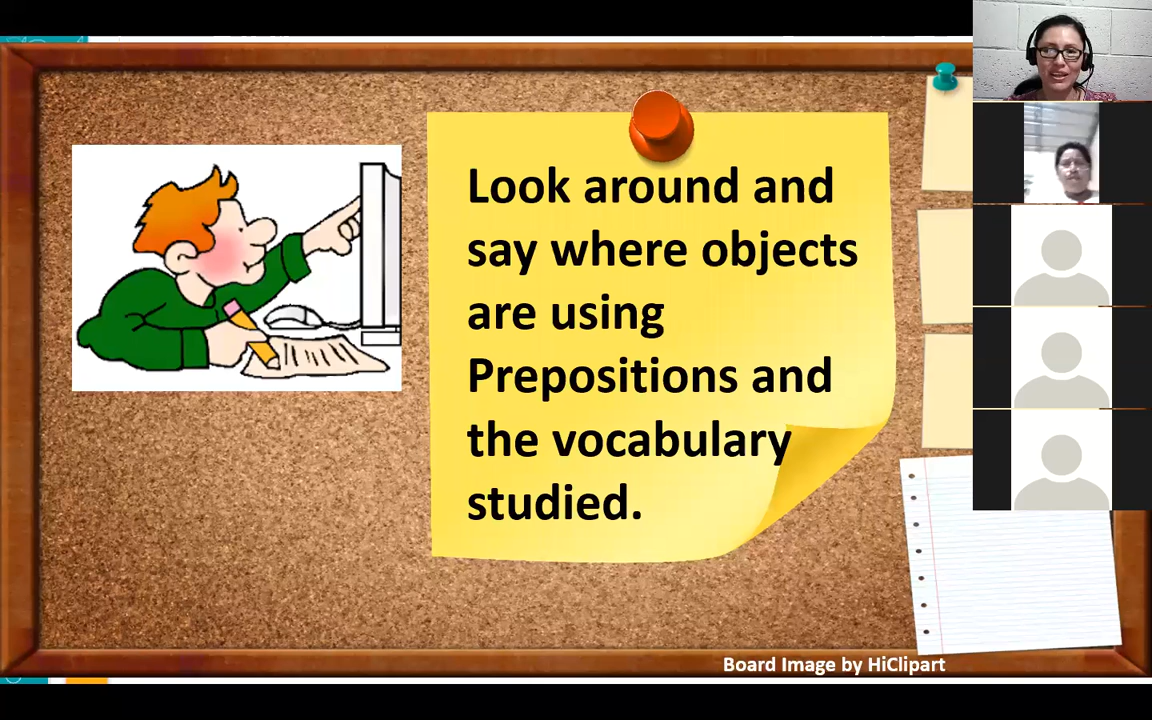 Look around and
say where objects
are using
Prepositions and
the vocabulary
studied.
Board Image by HiClipart